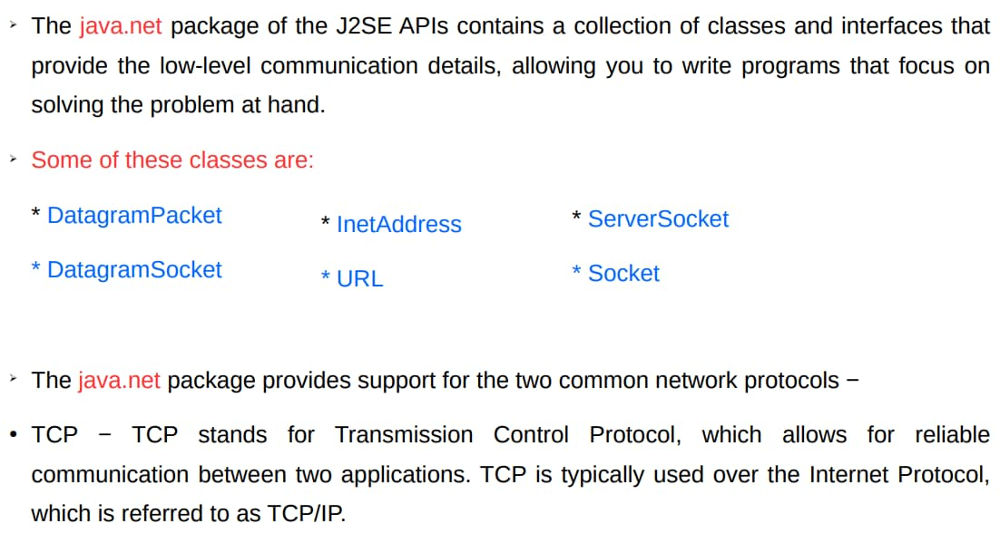 ➢ The java.net package of the J2SE APIs contains a collection of classes and interfaces that
provide the low-level communication details, allowing you to write programs that focus on
solving the problem at hand.
➢ Some of these classes are:
* DatagramPacket * InetAddress * ServerSocket
* DatagramSocket * URL * Socket
➢ The java.net package provides support for the two common network protocols −
• TCP − TCP stands for Transmission Control Protocol, which allows for reliable
communication between two applications. TCP is typically used over the Internet Protocol,
which is referred to as TCP/IP.